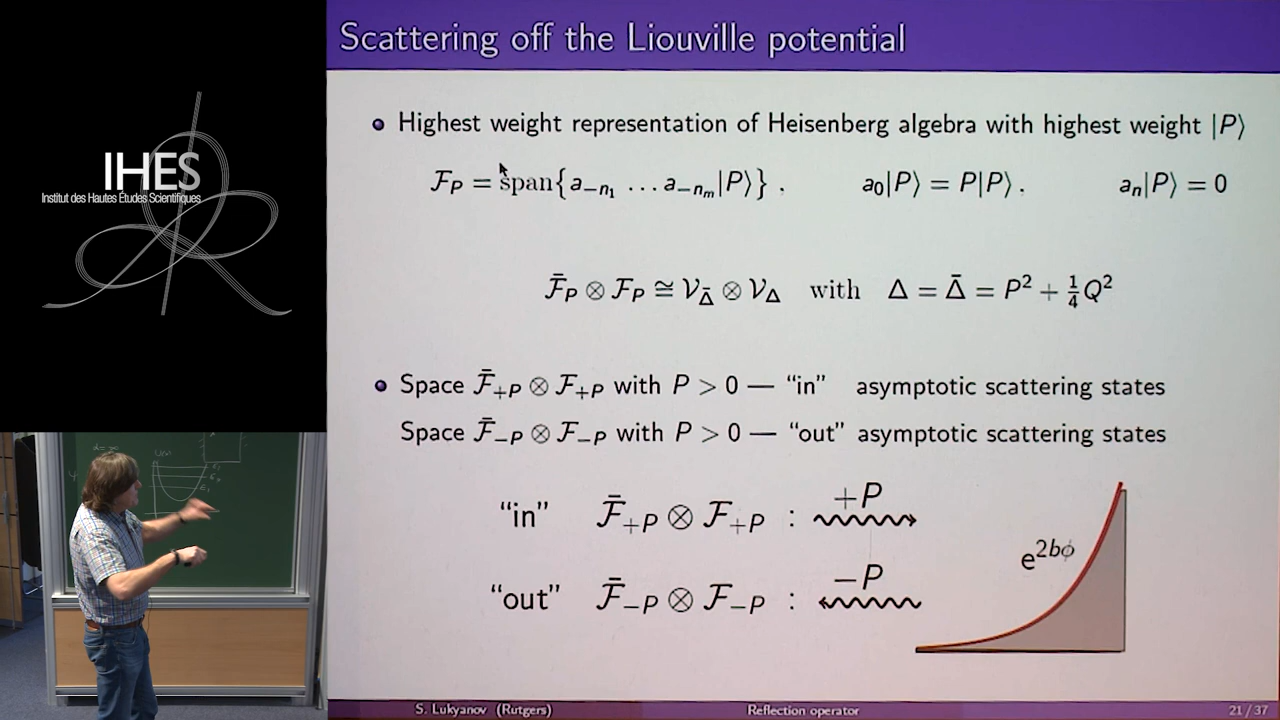 Scattering off the Liouville potential
IHES
Institut des Hautes Études Scientifiques
Highest weight representation of Heisenberg algebra with highest weight |P⟩
𝓕_P = span{a_{−n₁} … a_{−n_m}|P⟩} . a₀|P⟩ = P|P⟩ . a_n|P⟩ = 0
𝓕̄_P ⊗ 𝓕_P ≅ 𝓥_Δ̄ ⊗ 𝓥_Δ with Δ = Δ̄ = P² + ¼Q²
Space 𝓕̄_{+P} ⊗ 𝓕_{+P} with P > 0 — “in” asymptotic scattering states
Space 𝓕̄_{−P} ⊗ 𝓕_{−P} with P > 0 — “out” asymptotic scattering states
“in” 𝓕̄_{+P} ⊗ 𝓕_{+P} : +P
e^{2bϕ}
“out” 𝓕̄_{−P} ⊗ 𝓕_{−P} : −P
S. Lukyanov (Rutgers) Reflection operator 21 / 37